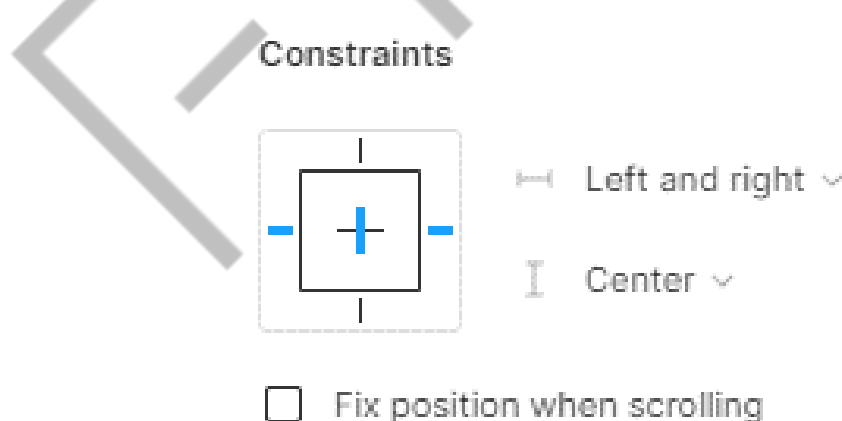 Constraints
Left and right
Center
Fix position when scrolling